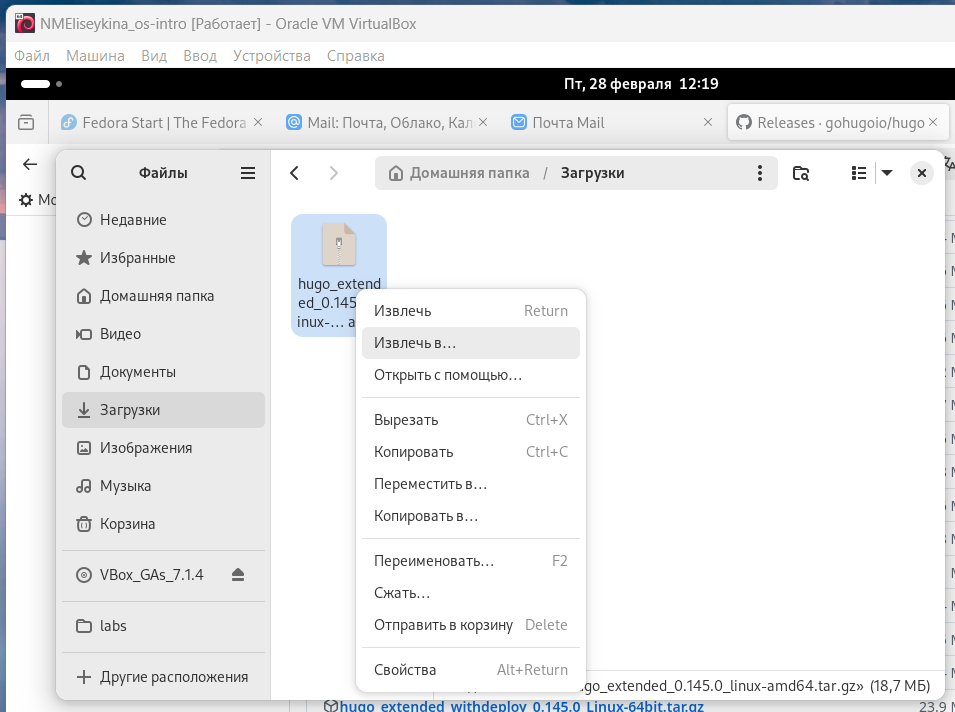 NMEliseykina_os-intro [Работает] - Oracle VM VirtualBox
Файл Машина Вид Ввод Устройства Справка
Пт, 28 февраля 12:19
Fedora Start | The Fedora Mail: Почта, Облако, Кал Почта Mail Releases · gohugoio/hugo
Файлы
Домашняя папка / Загрузки
Недавние
Избранные
Домашняя папка
Видео
Документы
Загрузки
Изображения
Музыка
Корзина
VBox_GAs_7.1.4
labs
Другие расположения
hugo_extend
ed_0.145
inux-… a
Извлечь Return
Извлечь в…
Открыть с помощью…
Вырезать Ctrl+X
Копировать Ctrl+C
Переместить в…
Копировать в…
Переименовать… F2
Сжать…
Отправить в корзину Delete
Свойства Alt+Return
go_extended_0.145.0_linux-amd64.tar.gz» (18,7 МБ)
hugo_extended_withdeploy_0.145.0_Linux-64bit.tar.gz 23.9